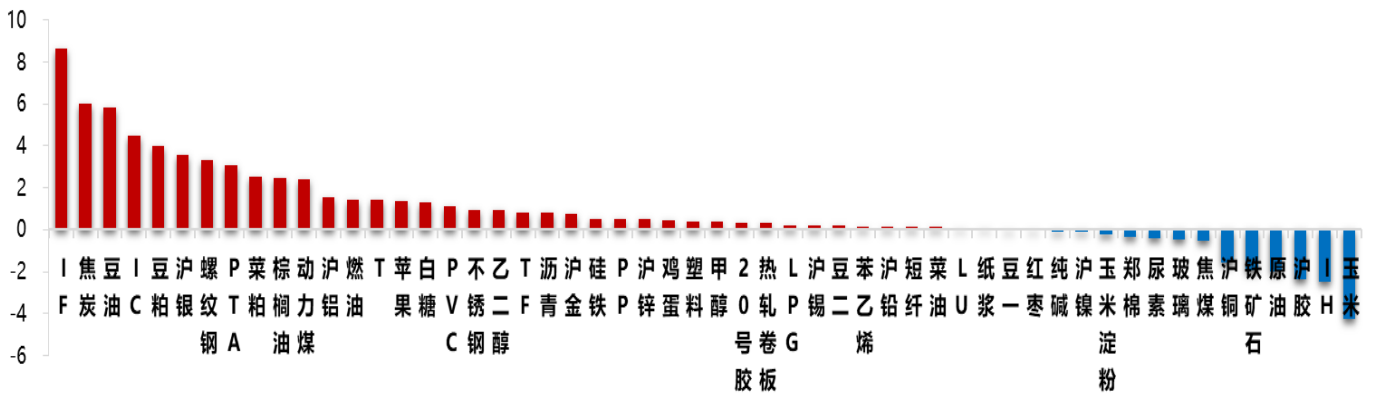 10
8
6
4
2
0
-2
-4
-6
IF
焦炭
豆油
IC
豆粕
沪银
螺纹钢
PTA
菜粕
棕榈油
动力煤
沪铝
燃油
T
苹果
白糖
PVC
不锈钢
乙二醇
TF
沥青
沪金
硅铁
PP
沪锌
鸡蛋
塑料
甲醇
20号胶
热轧卷板
LPG
沪锡
豆二
苯乙烯
沪铅
短纤
菜油
LU
纸浆
豆一
红枣
纯碱
沪镍
玉米淀粉
郑棉
尿素
玻璃
焦煤
沪铜
铁矿石
原油
沪胶
IH
玉米